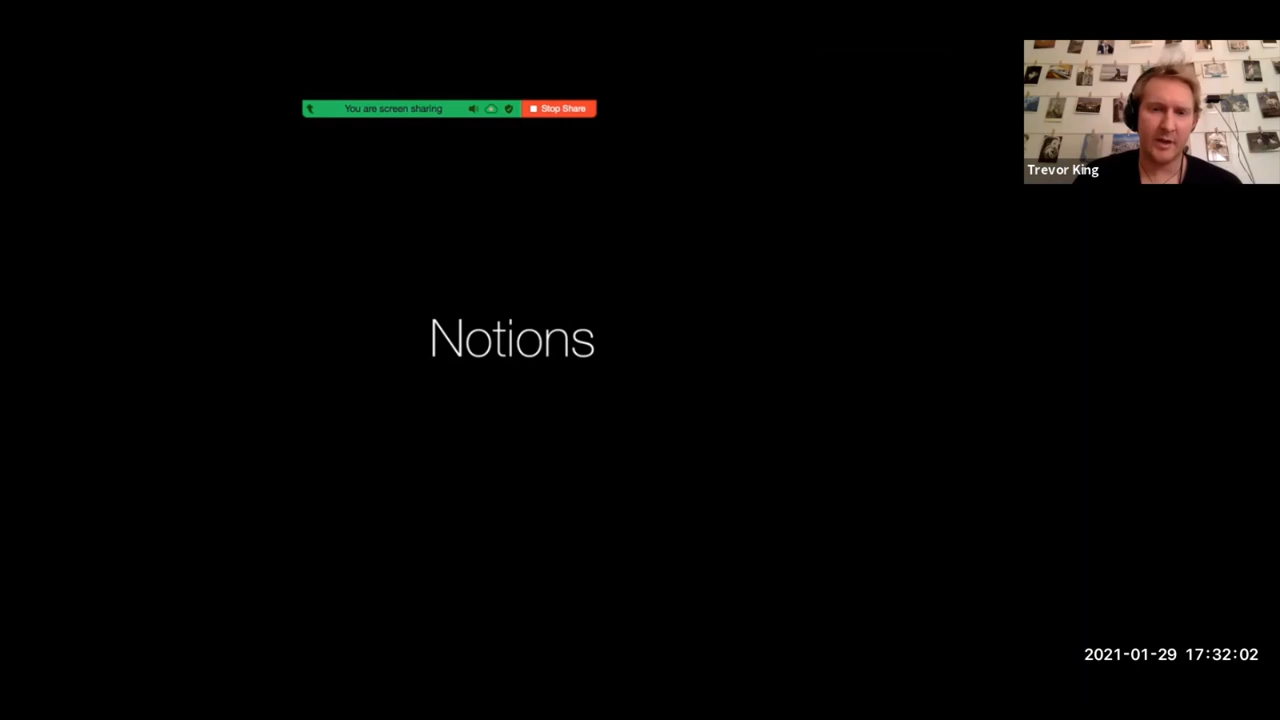 You are screen sharing
Stop Share
Trevor King
Notions
2021-01-29 17:32:02